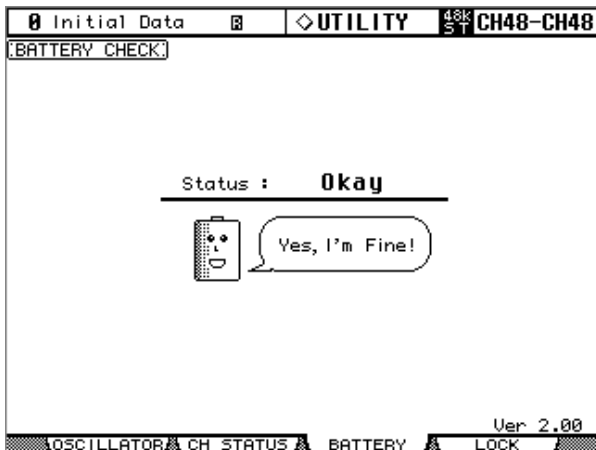 0 Initial Data R ◇UTILITY 48k ST CH48-CH48
BATTERY CHECK
Status : Okay
Yes, I'm Fine!
Ver 2.00
OSCILLATOR CH STATUS BATTERY LOCK